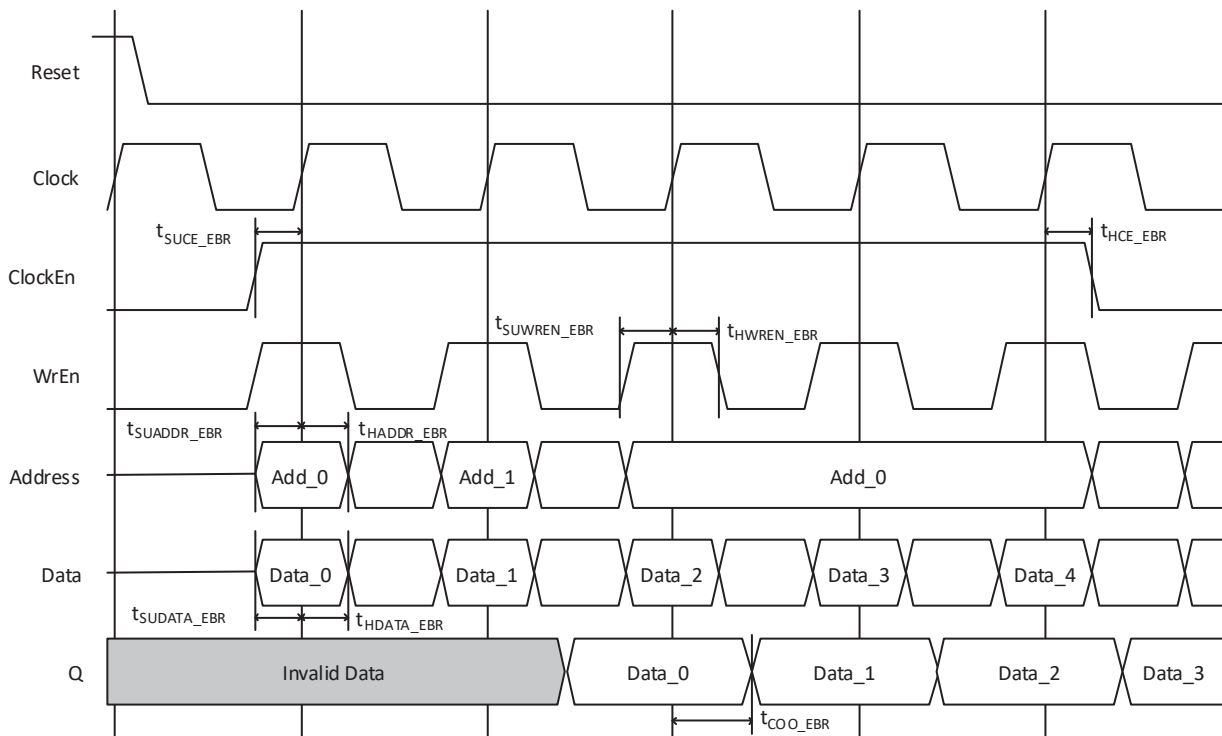 Reset
Clock
tSUCE_EBR
tHCE_EBR
ClockEn
tSUWREN_EBR
tHWREN_EBR
WrEn
tSUADDR_EBR
tHADDR_EBR
Address
Add_0
Add_1
Add_0
Data
Data_0
Data_1
Data_2
Data_3
Data_4
tSUDATA_EBR
tHDATA_EBR
Q
Invalid Data
Data_0
Data_1
Data_2
Data_3
tCOO_EBR